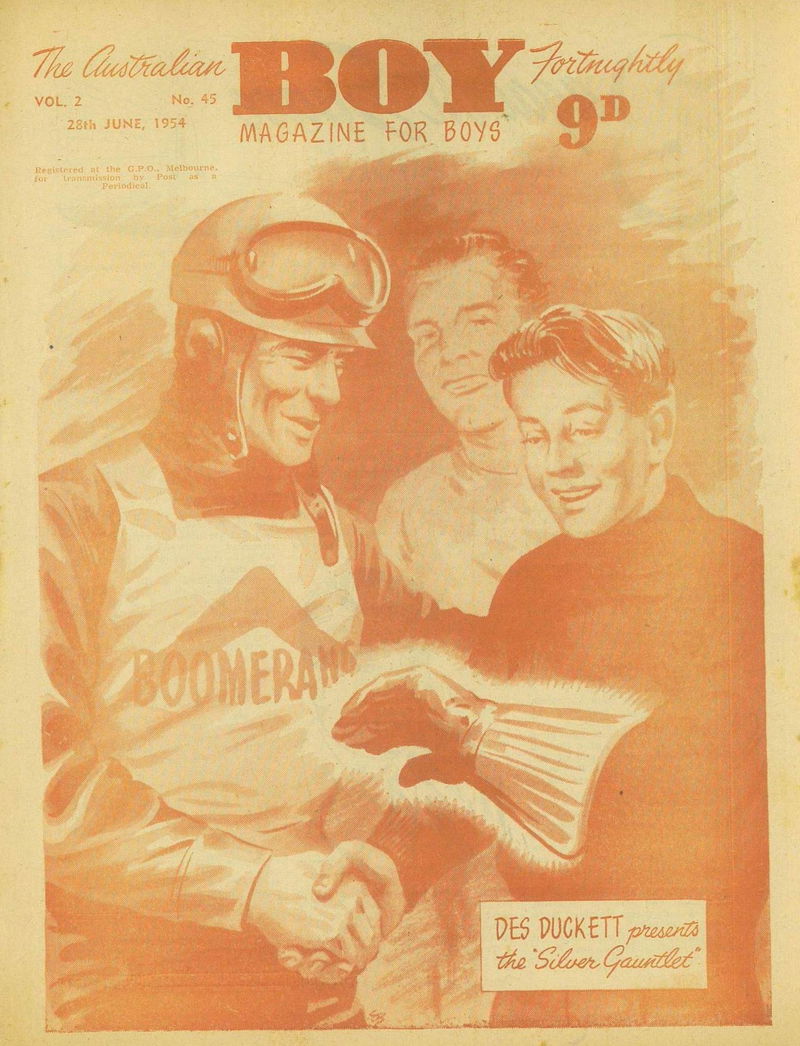 The Australian BOY Fortnightly
VOL. 2 No. 45
28th JUNE, 1954
MAGAZINE FOR BOYS
9D
Registered at the G.P.O., Melbourne,
for transmission by Post as a
Periodical.
BOOMERANG
DES DUCKETT presents
the "Silver Gauntlet"
SB